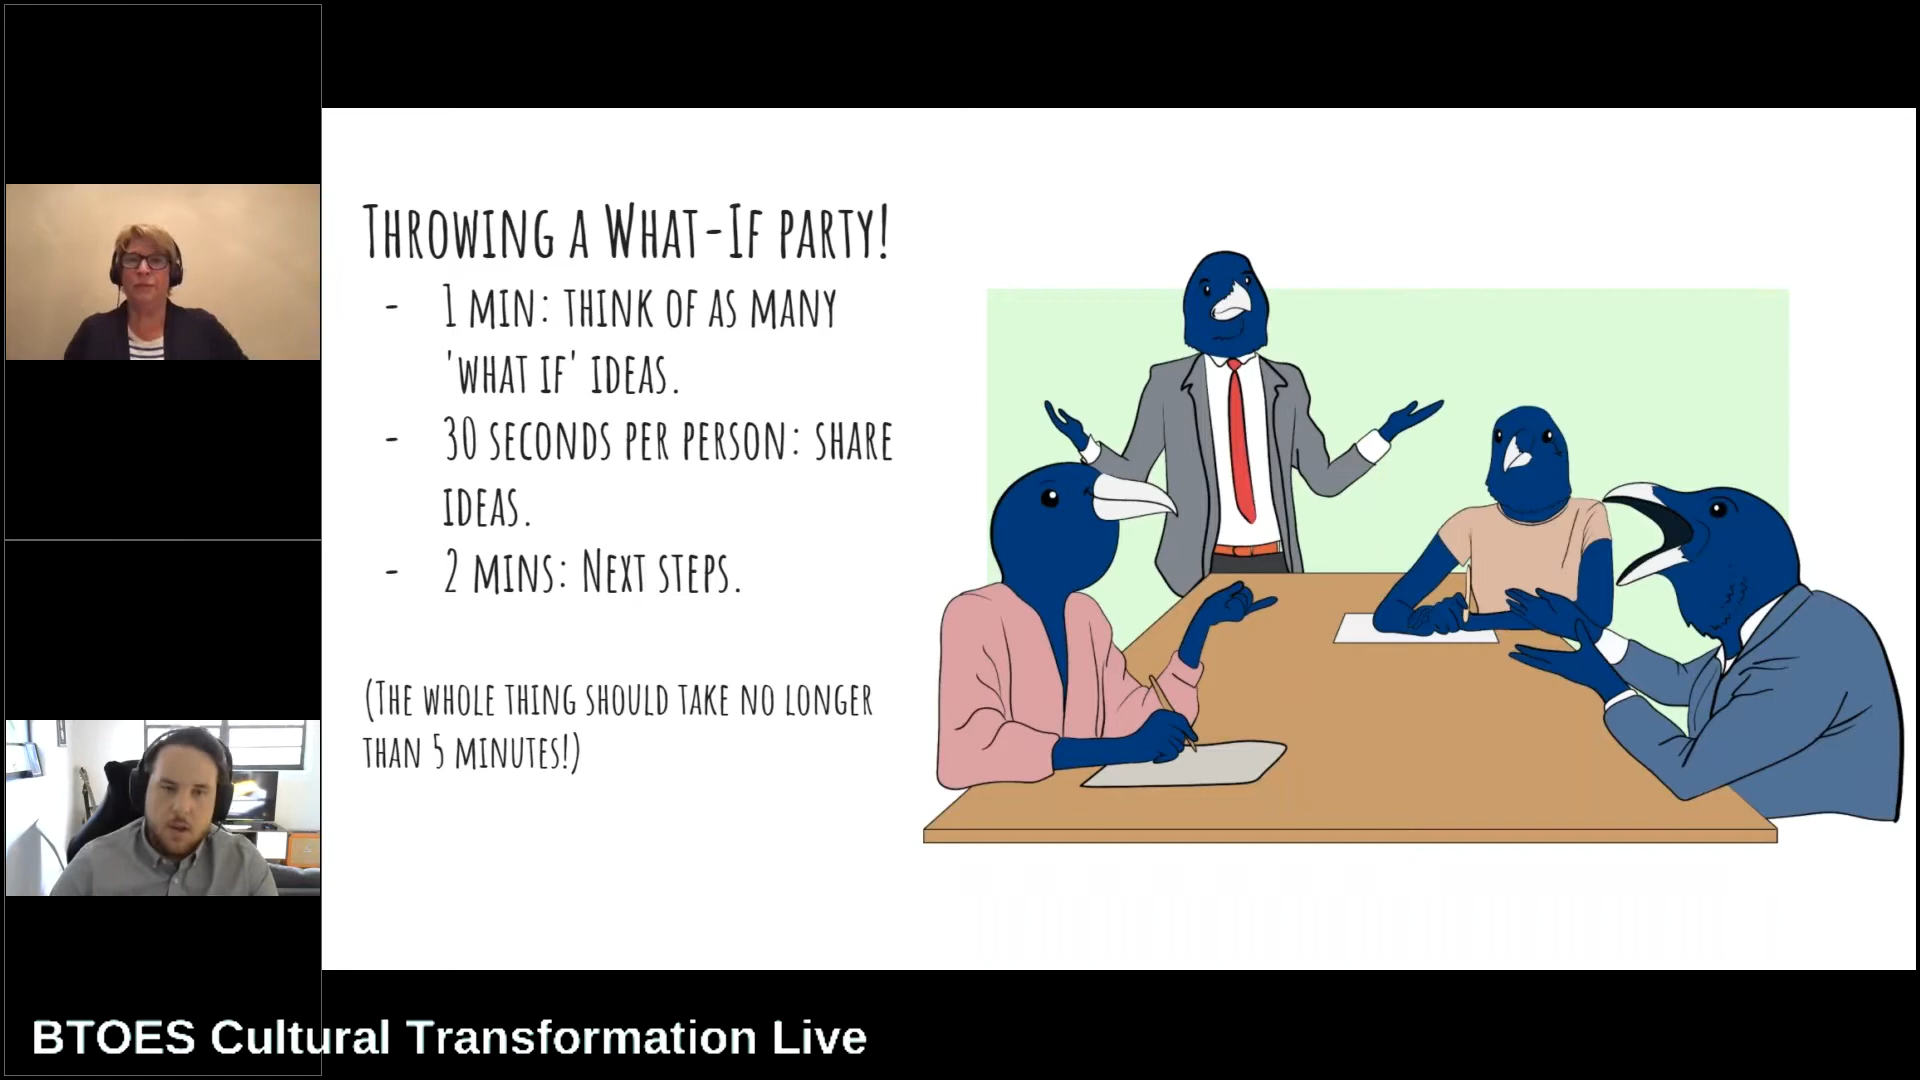 Throwing a What-If party!
- 1 min: think of as many
'what if' ideas.
- 30 seconds per person: share
ideas.
- 2 mins: Next steps.
(The whole thing should take no longer
than 5 minutes!)
BTOES Cultural Transformation Live